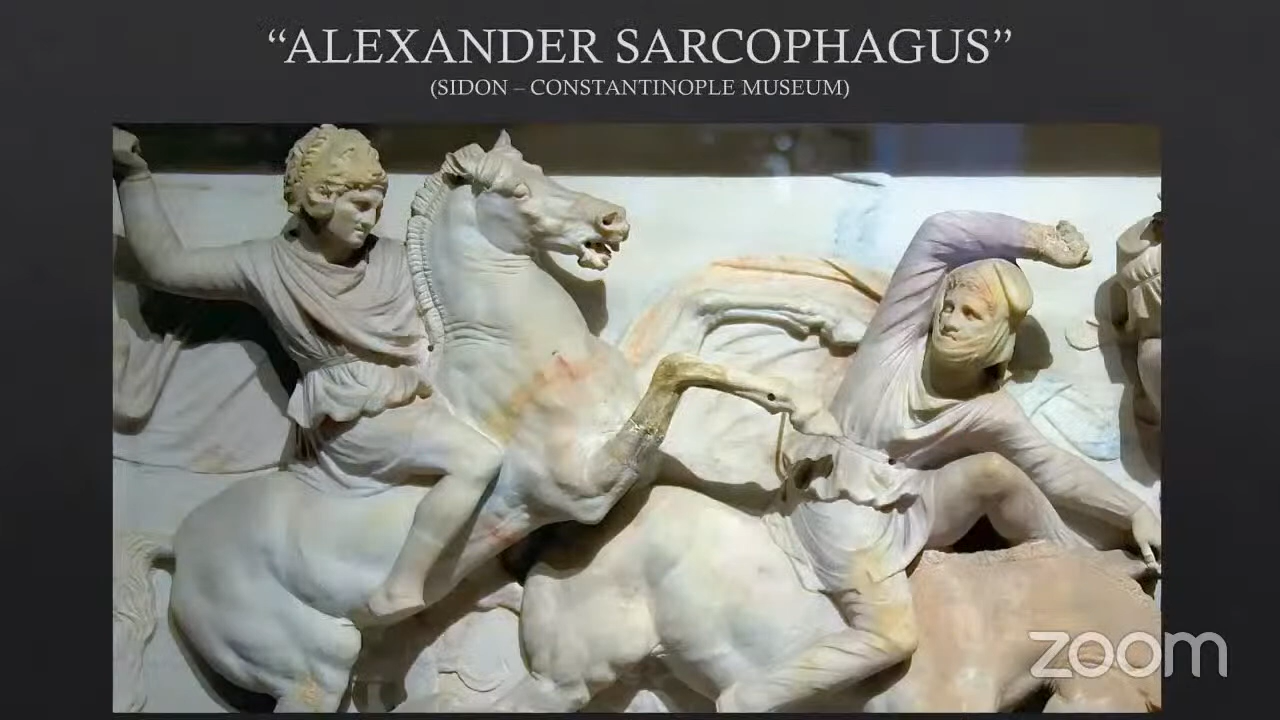 “ALEXANDER SARCOPHAGUS”
(SIDON – CONSTANTINOPLE MUSEUM)
zoom